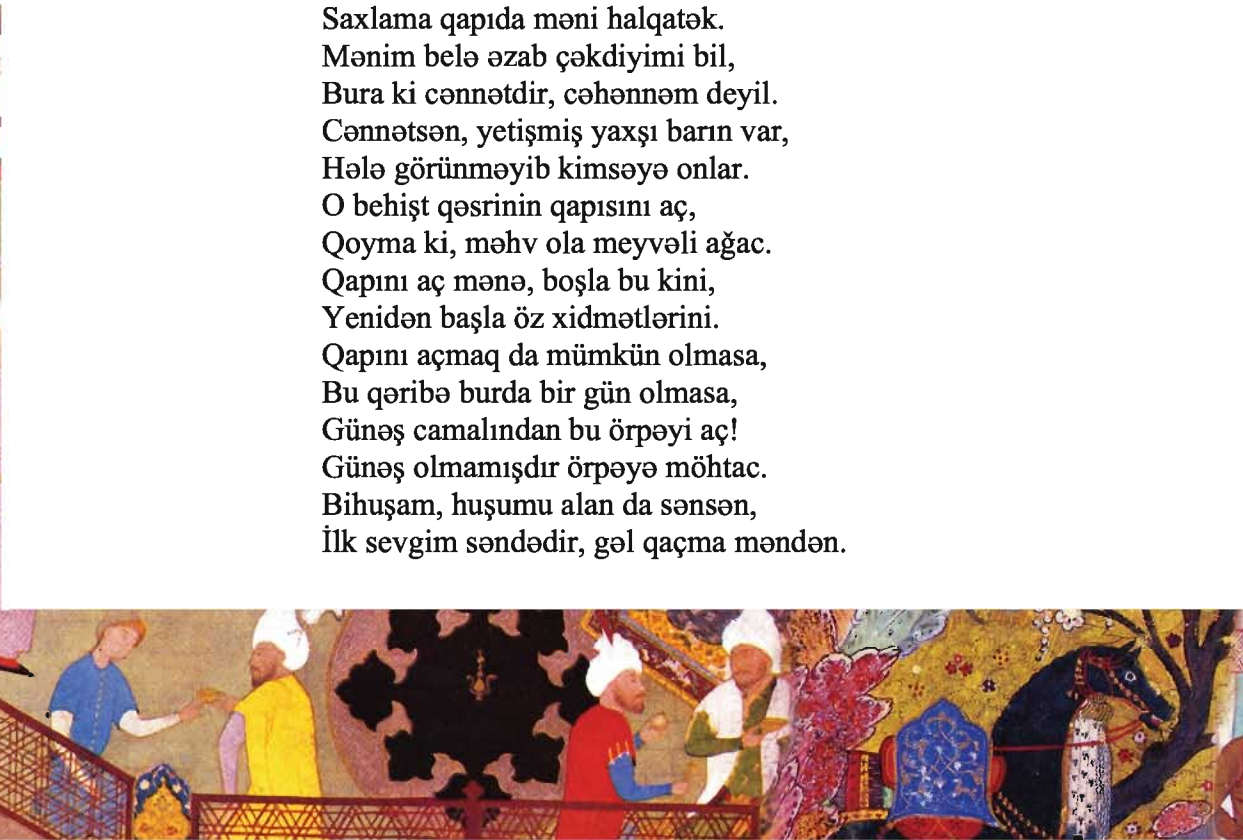 Saxlama qapıda məni halqatək.
Mənim belə əzab çəkdiyimi bil,
Bura ki cənnətdir, cəhənnəm deyil.
Cənnətsən, yetişmiş yaxşı barın var,
Hələ görünməyib kimsəyə onlar.
O behişt qəsrinin qapısını aç,
Qoyma ki, məhv ola meyvəli ağac.
Qapını aç mənə, boşla bu kini,
Yenidən başla öz xidmətlərini.
Qapını açmaq da mümkün olmasa,
Bu qəribə burda bir gün olmasa,
Günəş camalından bu örpəyi aç!
Günəş olmamışdır örpəyə möhtac.
Bihuşam, huşumu alan da sənsən,
İlk sevgim səndədir, gəl qaçma məndən.